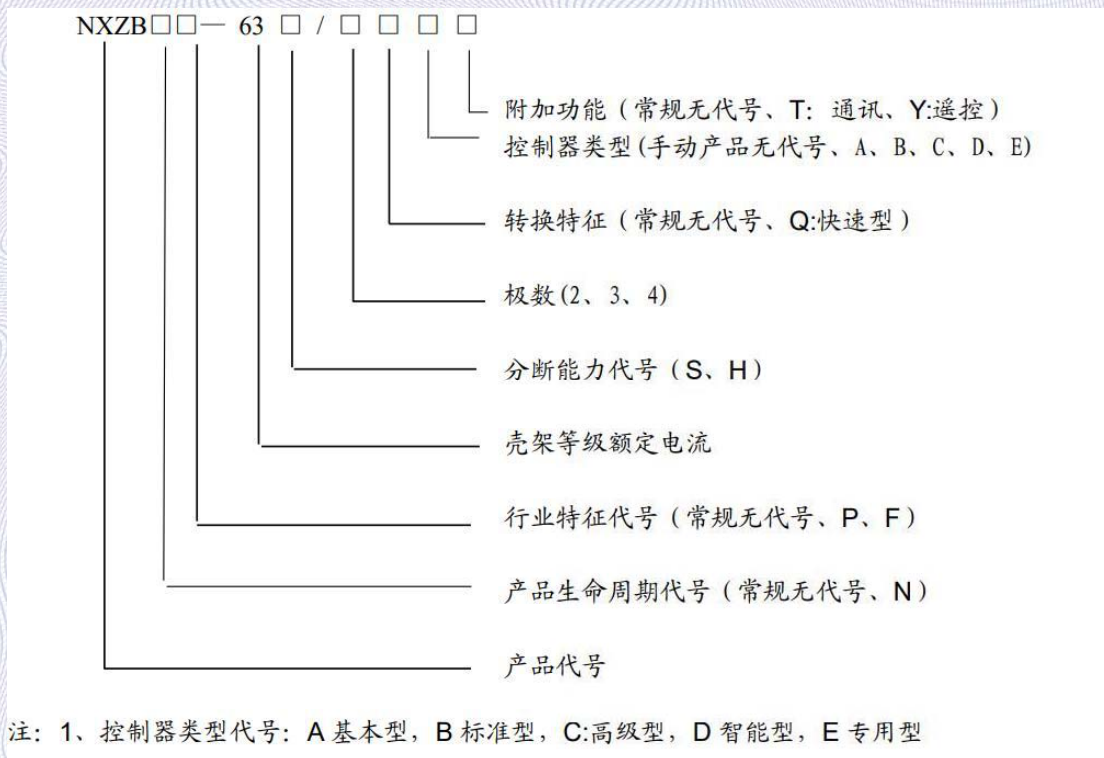 NXZB□□— 63 □ / □ □ □ □
附加功能（常规无代号、T：通讯、Y:遥控）
控制器类型(手动产品无代号、A、B、C、D、E)
转换特征（常规无代号、Q:快速型）
极数(2、3、4)
分断能力代号（S、H）
壳架等级额定电流
行业特征代号（常规无代号、P、F）
产品生命周期代号（常规无代号、N）
产品代号
注：1、控制器类型代号：A 基本型，B 标准型，C:高级型，D 智能型，E 专用型